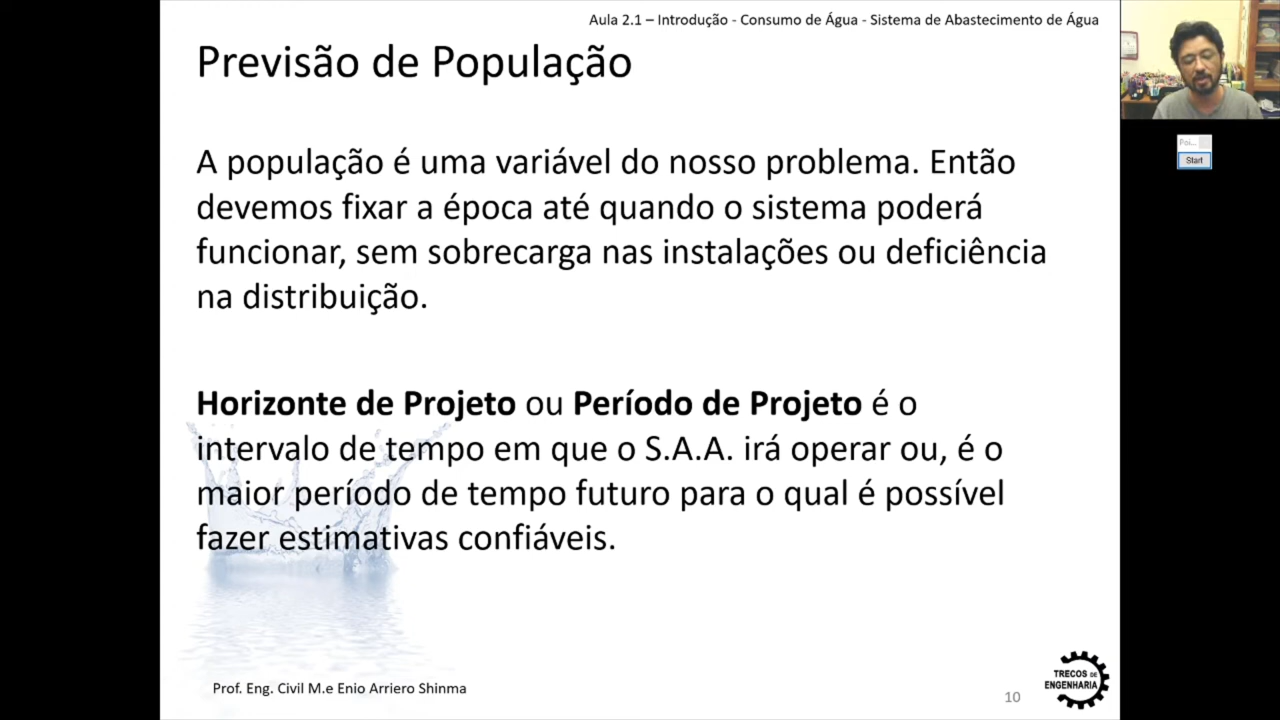 Aula 2.1 – Introdução - Consumo de Água - Sistema de Abastecimento de Água
Previsão de População
A população é uma variável do nosso problema. Então
devemos fixar a época até quando o sistema poderá
funcionar, sem sobrecarga nas instalações ou deficiência
na distribuição.
Horizonte de Projeto ou Período de Projeto é o
intervalo de tempo em que o S.A.A. irá operar ou, é o
maior período de tempo futuro para o qual é possível
fazer estimativas confiáveis.
Prof. Eng. Civil M.e Enio Arriero Shinma
10
TRECOS DE
ENGENHARIA
Poi...
Start